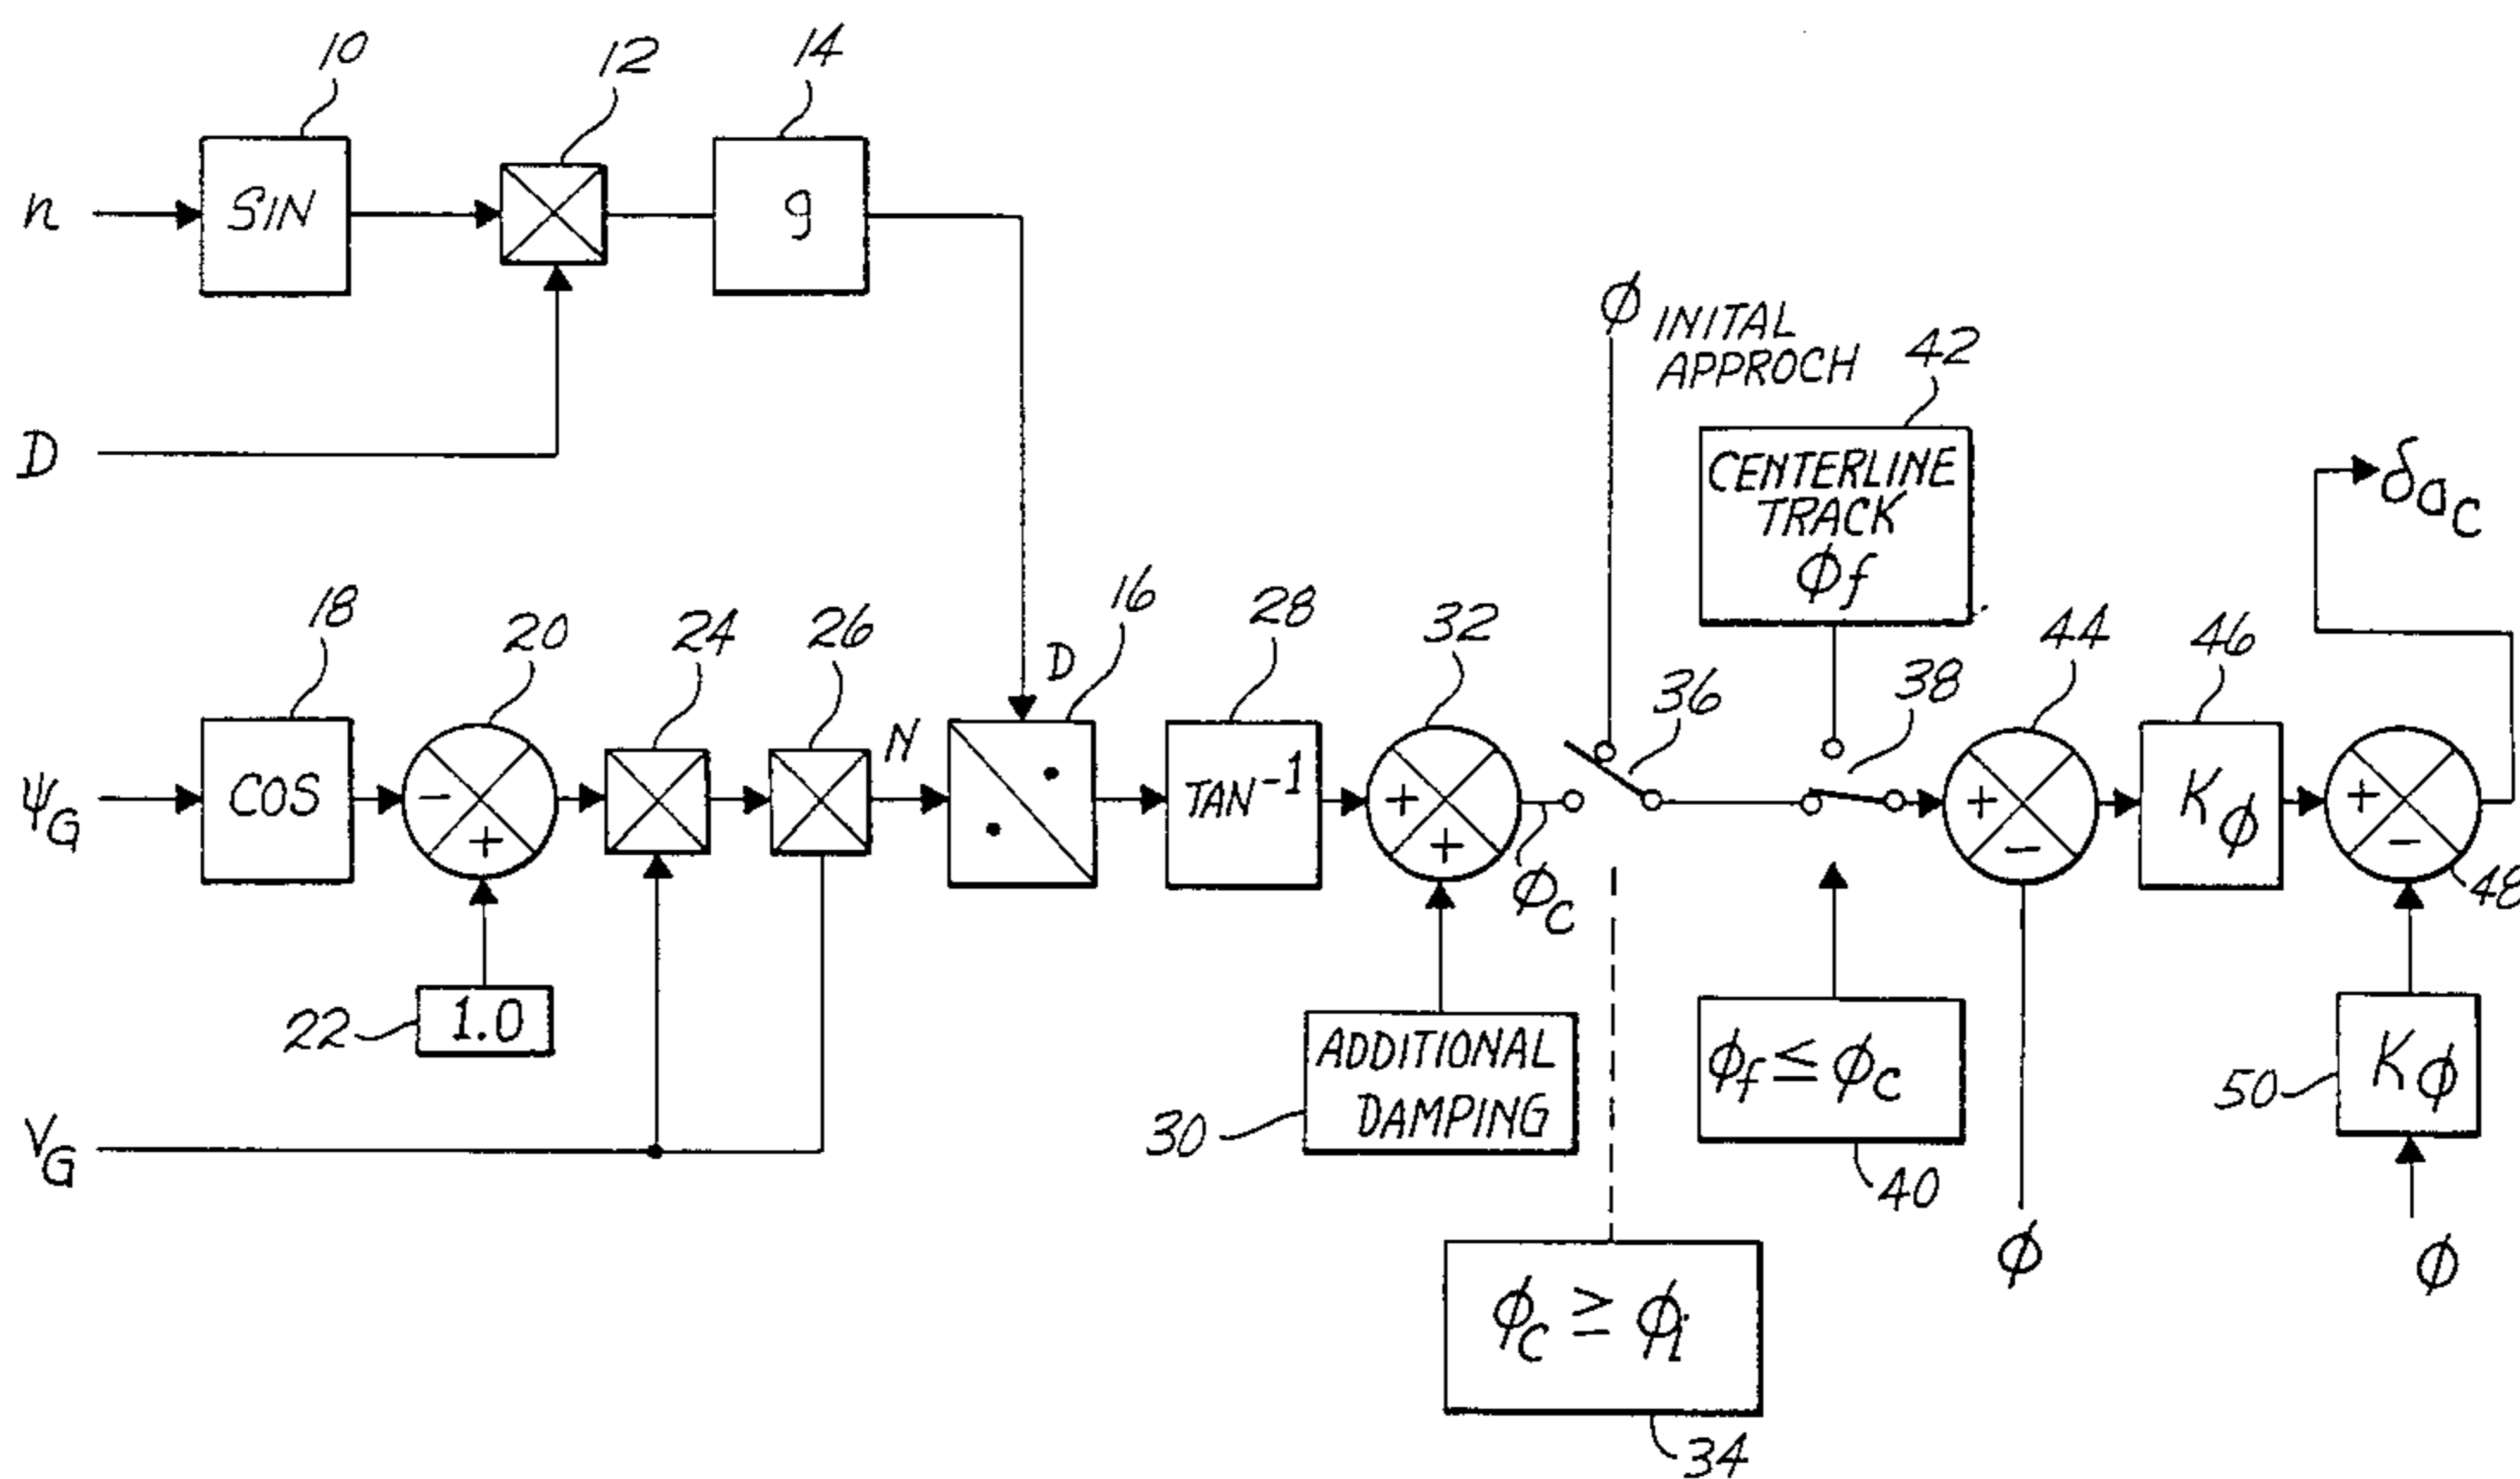 10
12
14
n
SIN
g
D
ϕ INITAL
APPROCH
42
CENTERLINE
TRACK
ϕf
δac
18
20
24
26
D
16
28
32
36
38
44
46
ψG
COS
−
+
N
TAN⁻¹
+
+
ϕc
+
−
Kϕ
+
−
48
22
1.0
VG
30
ADDITIONAL
DAMPING
ϕf ≤ ϕc
40
50
Kϕ
ϕ
ϕ
ϕc ≥ ϕi
34